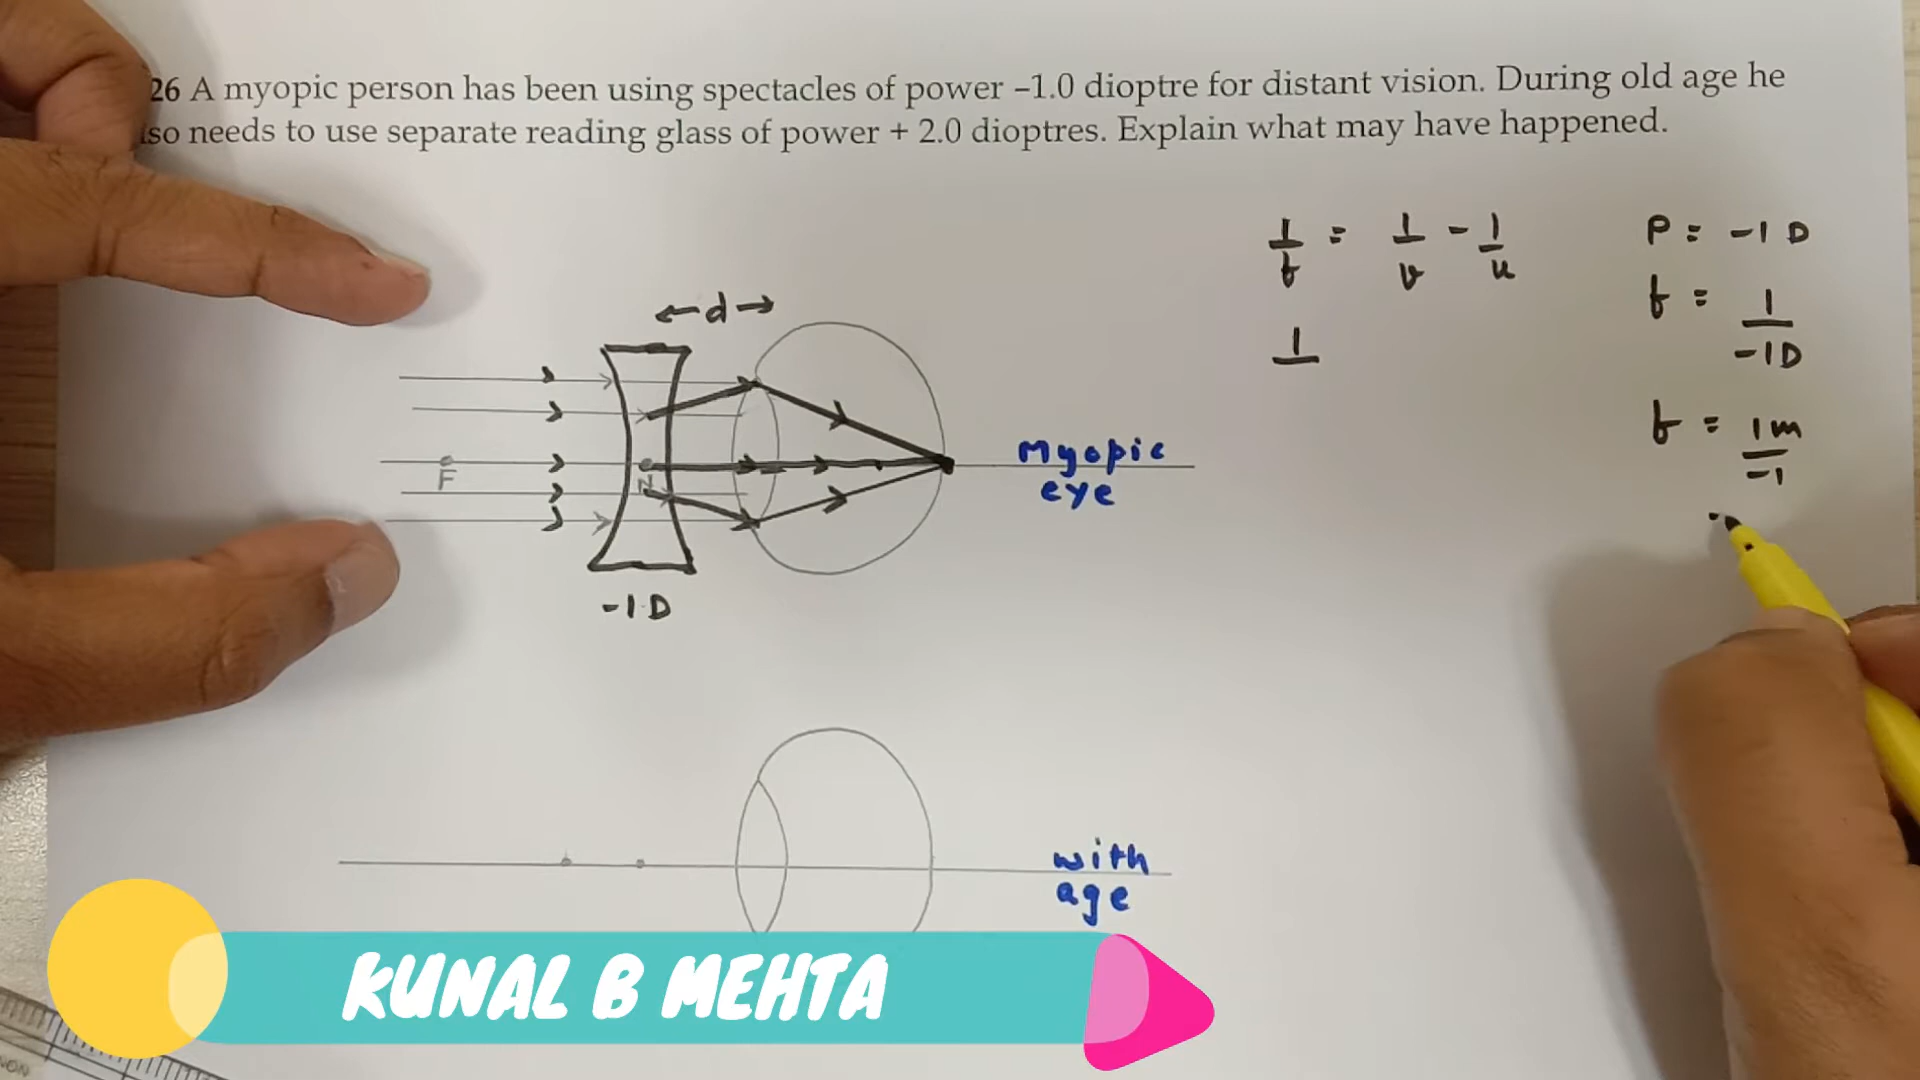 26 A myopic person has been using spectacles of power –1.0 dioptre for distant vision. During old age he
so needs to use separate reading glass of power + 2.0 dioptres. Explain what may have happened.
1/f = 1/v - 1/u
1
P = -1 D
f = 1/-1D
f = 1m/-1
←d→
F
N
-1 D
Myopic
eye
with
age
KUNAL B MEHTA